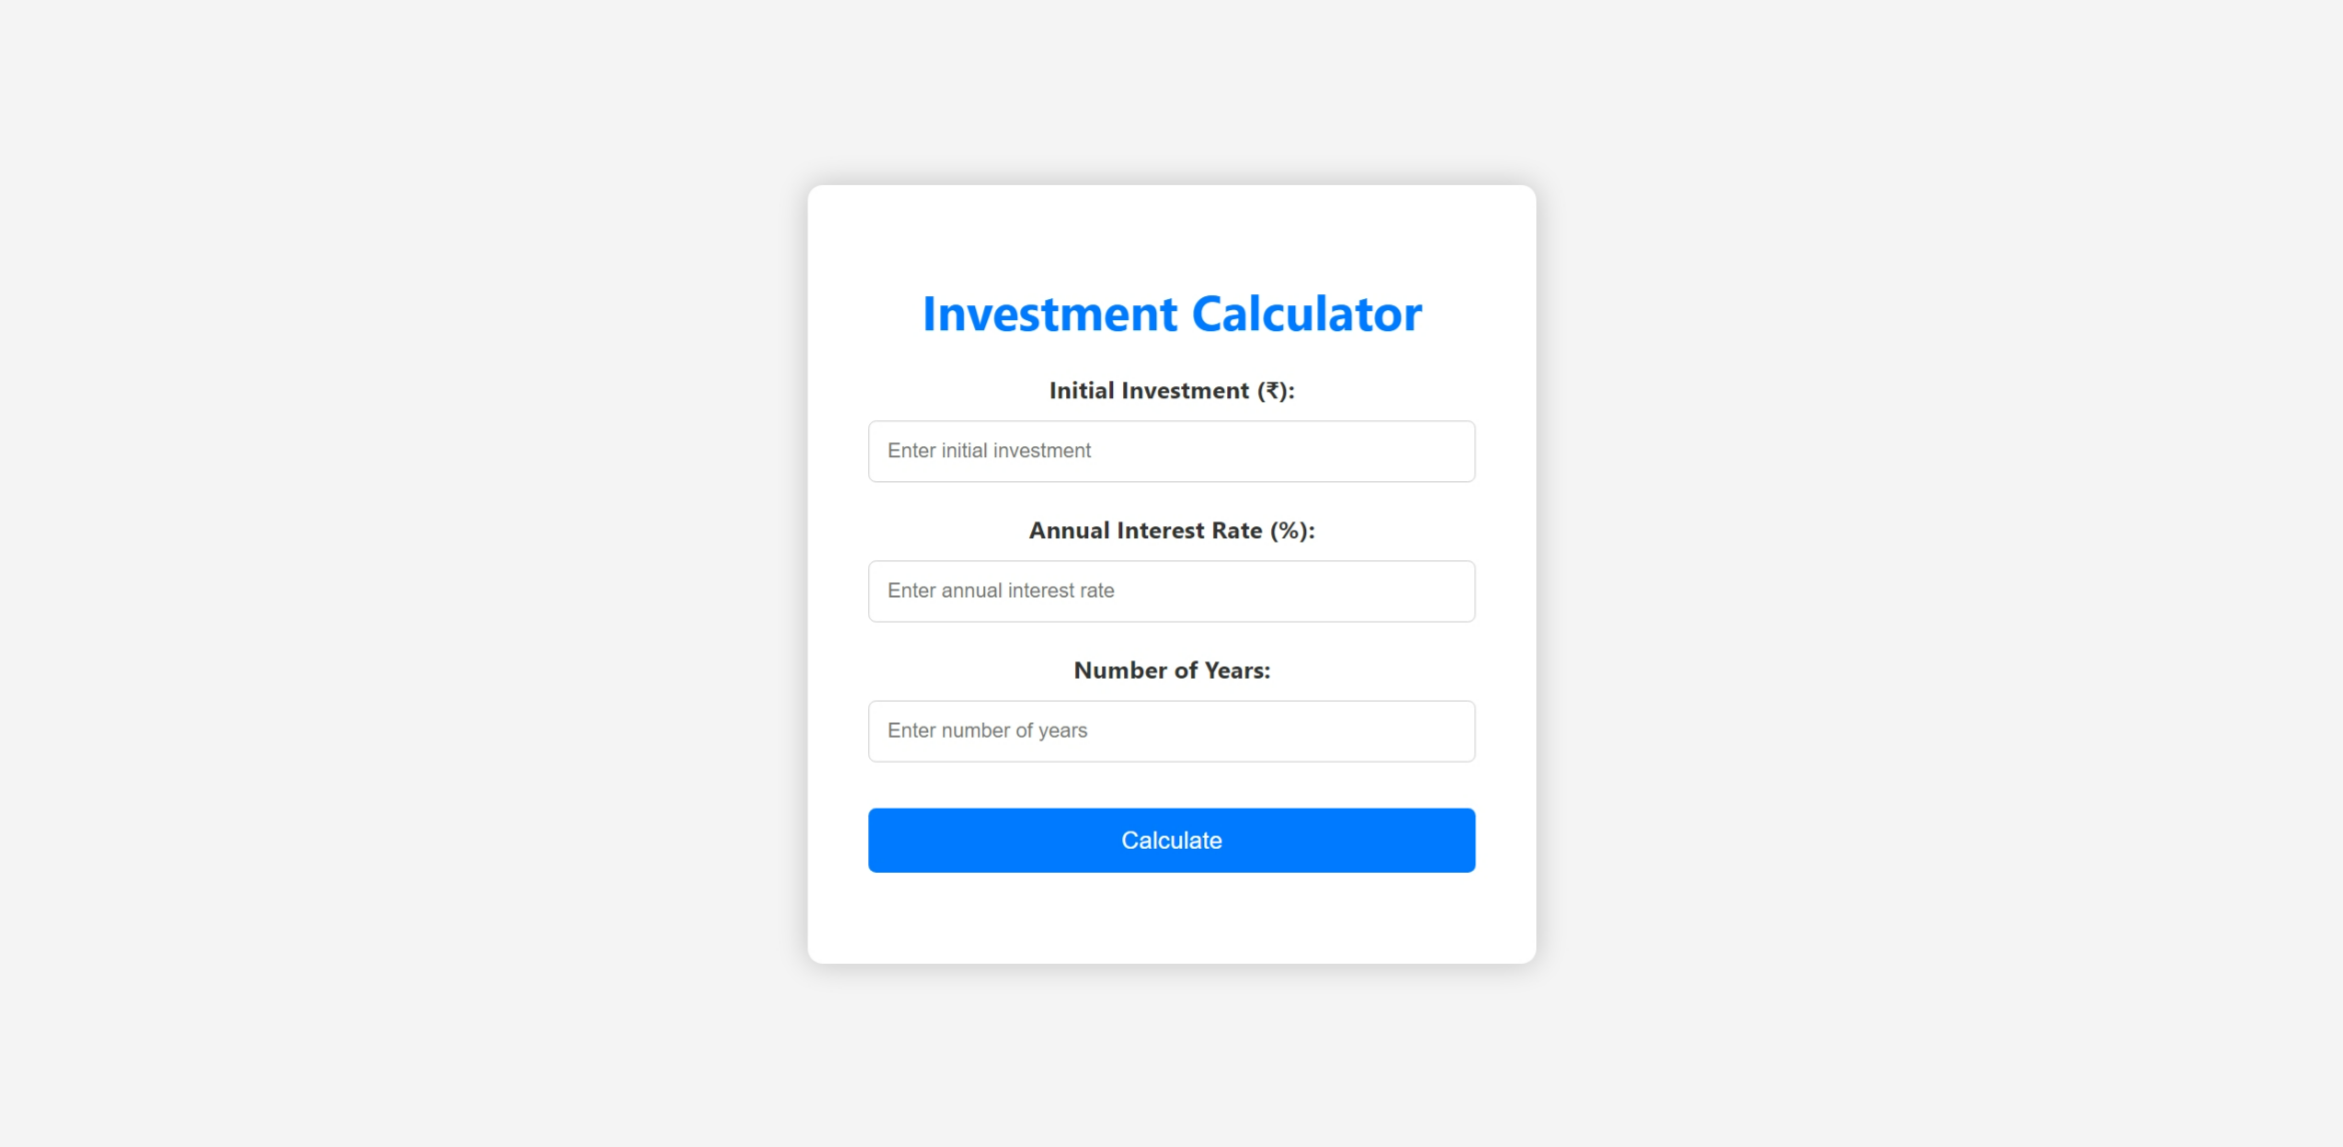 Investment Calculator
Initial Investment (₹):
Enter initial investment
Annual Interest Rate (%):
Enter annual interest rate
Number of Years:
Enter number of years
Calculate